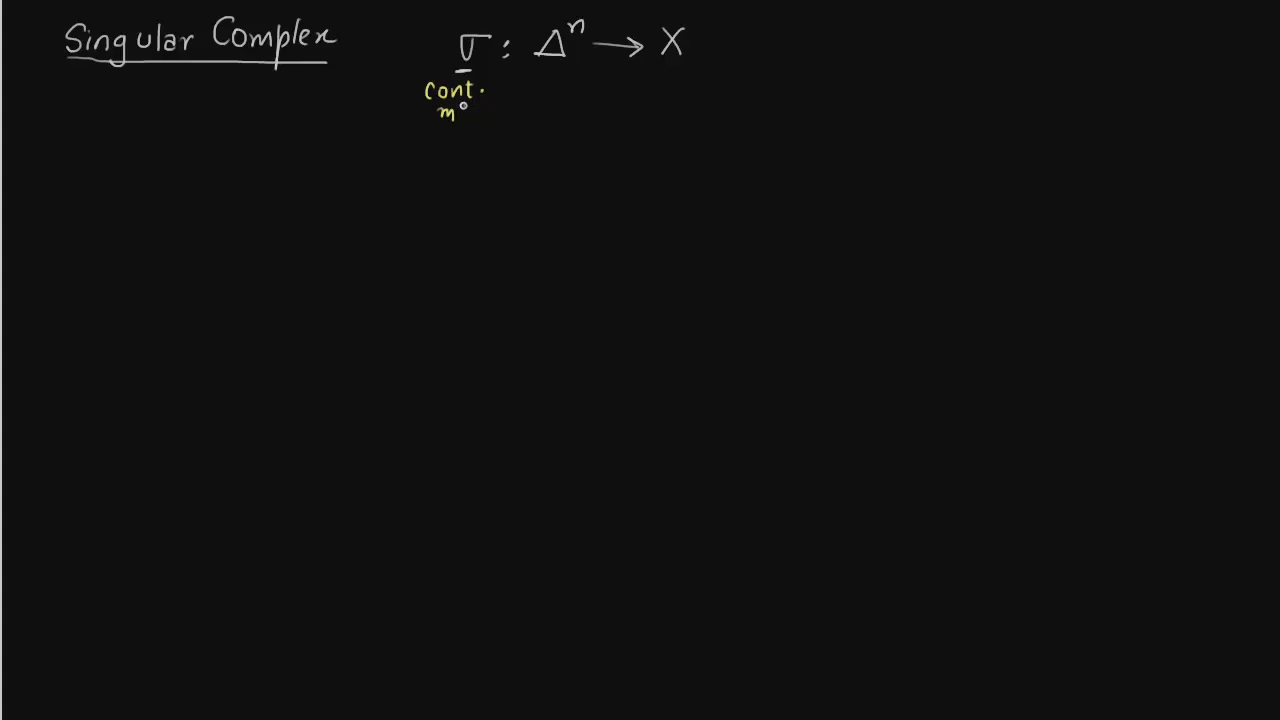 Singular Complex σ : Δⁿ → X
cont.
m